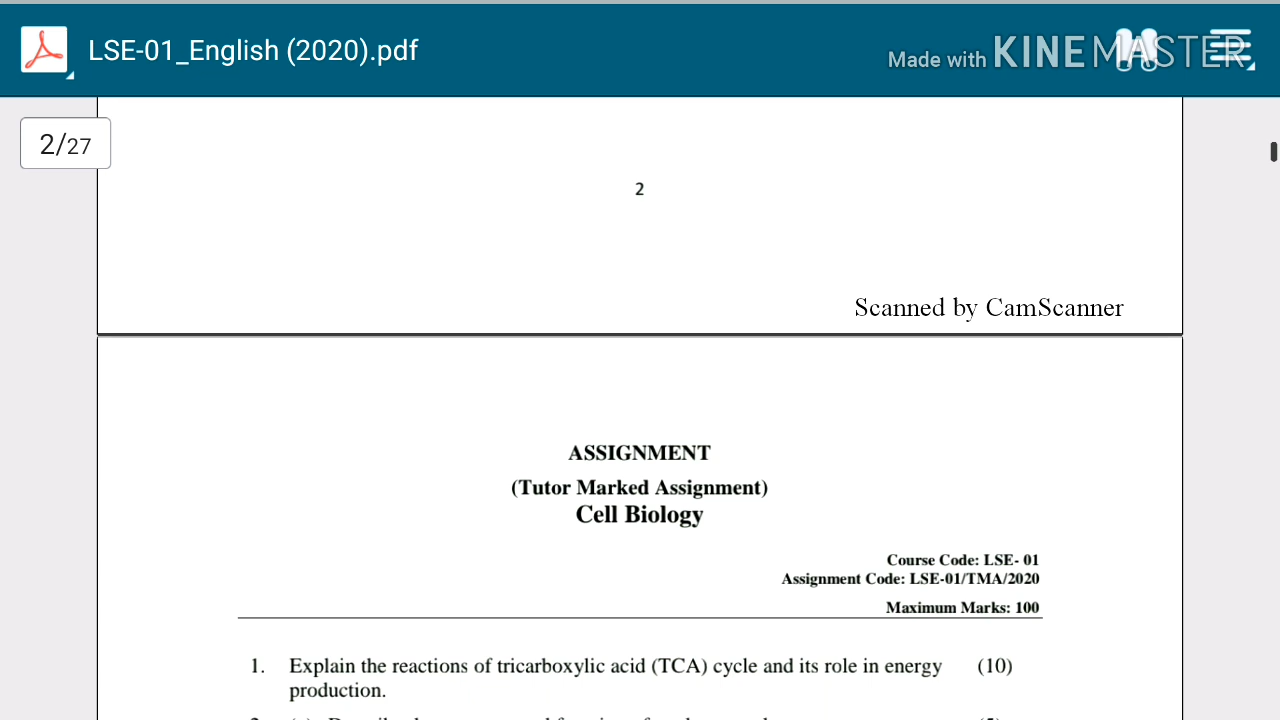 LSE-01_English (2020).pdf
Made with KINEMASTER
2/27
2
Scanned by CamScanner
ASSIGNMENT
(Tutor Marked Assignment)
Cell Biology
Course Code: LSE- 01
Assignment Code: LSE-01/TMA/2020
Maximum Marks: 100
1. Explain the reactions of tricarboxylic acid (TCA) cycle and its role in energy (10)
production.